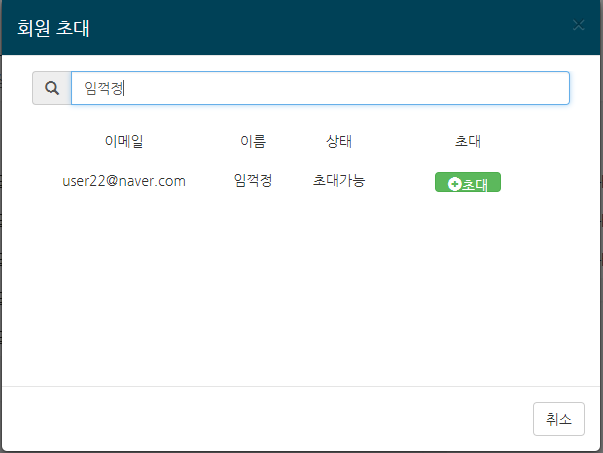 회원 초대
×
임꺽정
이메일 이름 상태 초대
user22@naver.com 임꺽정 초대가능 초대
취소